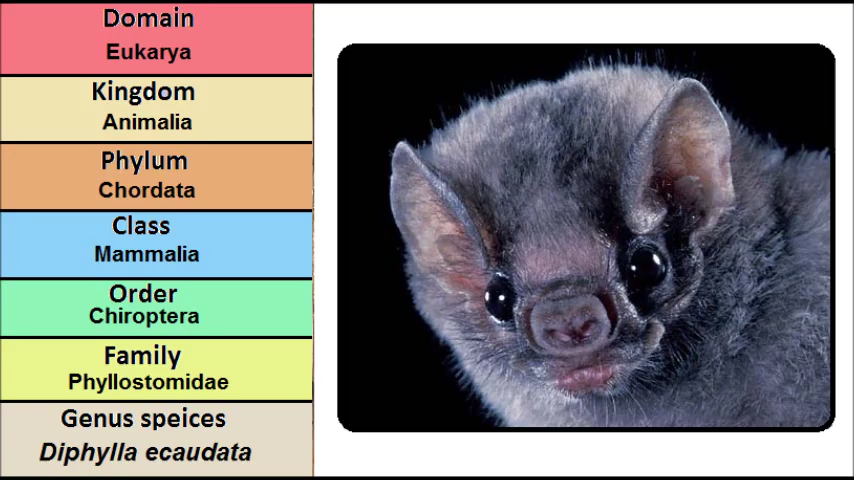 Domain
Eukarya
Kingdom
Animalia
Phylum
Chordata
Class
Mammalia
Order
Chiroptera
Family
Phyllostomidae
Genus speices
Diphylla ecaudata